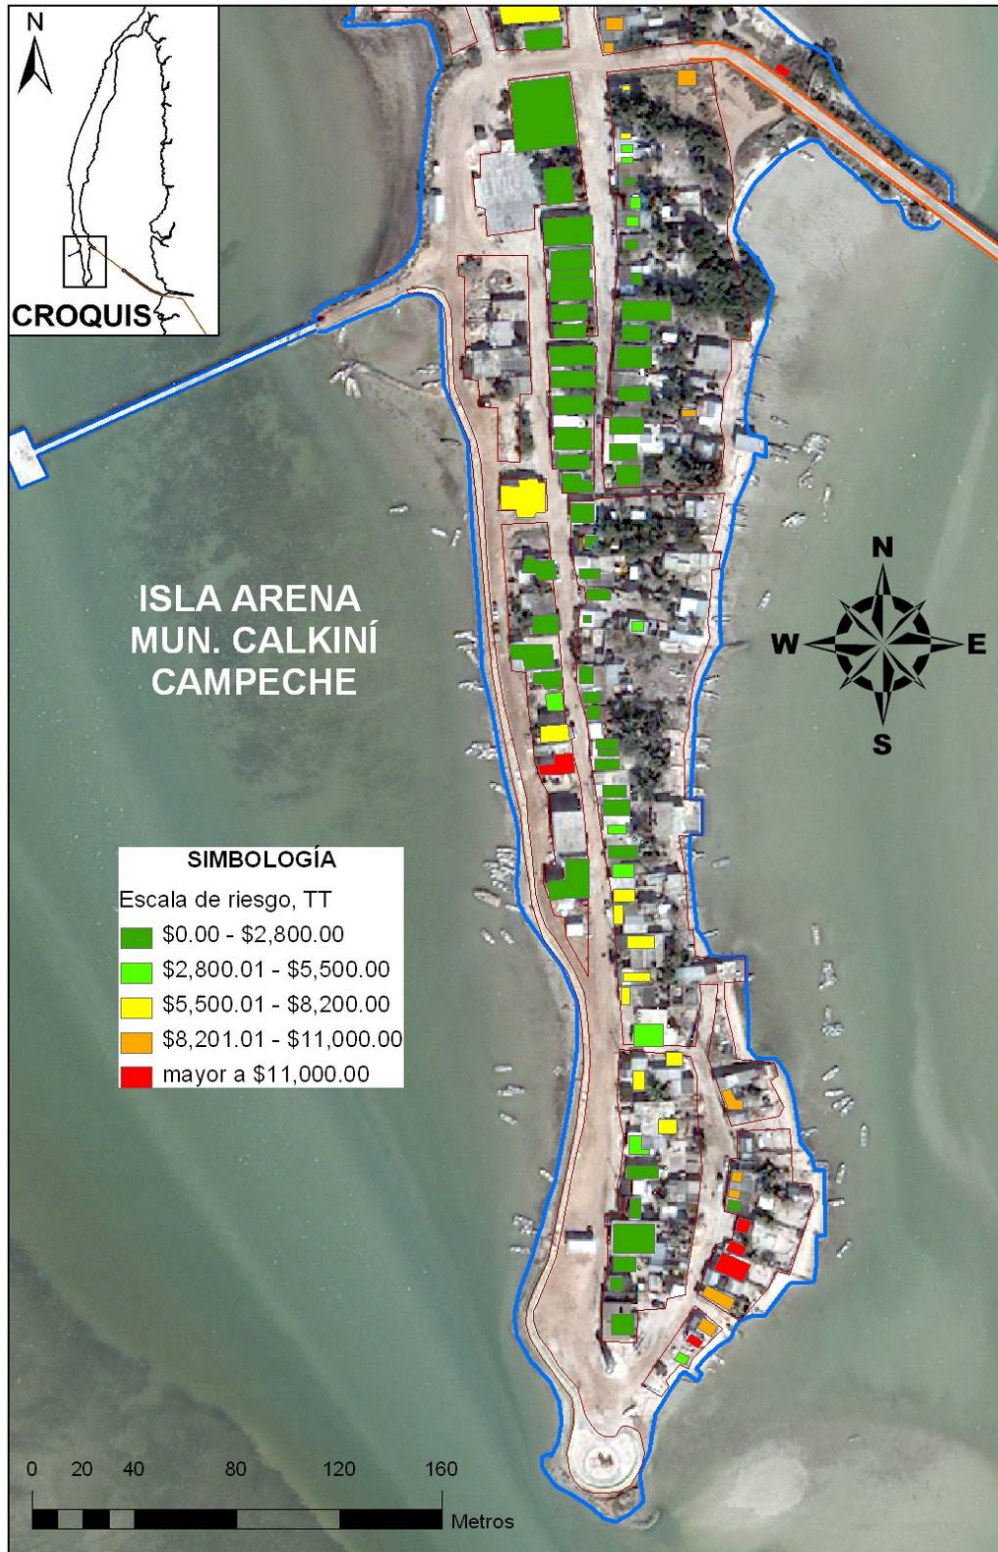 N
CROQUIS
ISLA ARENA
MUN. CALKINÍ
CAMPECHE
N
W
E
S
SIMBOLOGÍA
Escala de riesgo, TT
$0.00 - $2,800.00
$2,800.01 - $5,500.00
$5,500.01 - $8,200.00
$8,201.01 - $11,000.00
mayor a $11,000.00
0 20 40 80 120 160
Metros